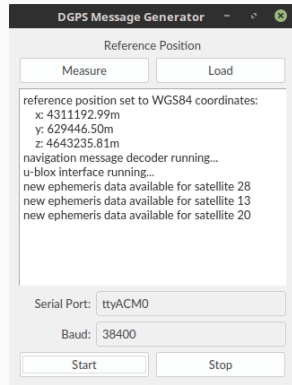 DGPS Message Generator
Reference Position
Measure Load
reference position set to WGS84 coordinates:
x: 4311192.99m
y: 629446.50m
z: 4643235.81m
navigation message decoder running...
u-blox interface running...
new ephemeris data available for satellite 28
new ephemeris data available for satellite 13
new ephemeris data available for satellite 20
Serial Port: ttyACM0
Baud: 38400
Start Stop